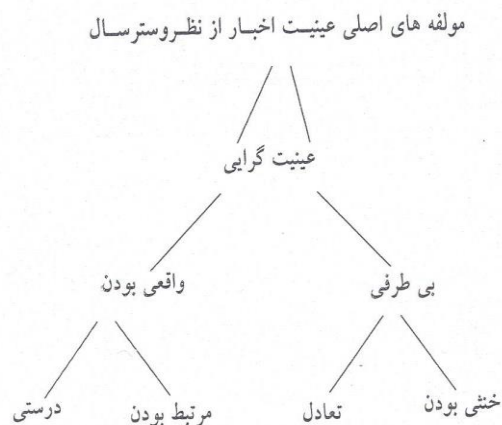 مولفه های اصلی عینیت اخبار از نظر وسترسال
عینیت گرایی
بی طرفی
واقعی بودن
خنثی بودن
تعادل
مرتبط بودن
درستی